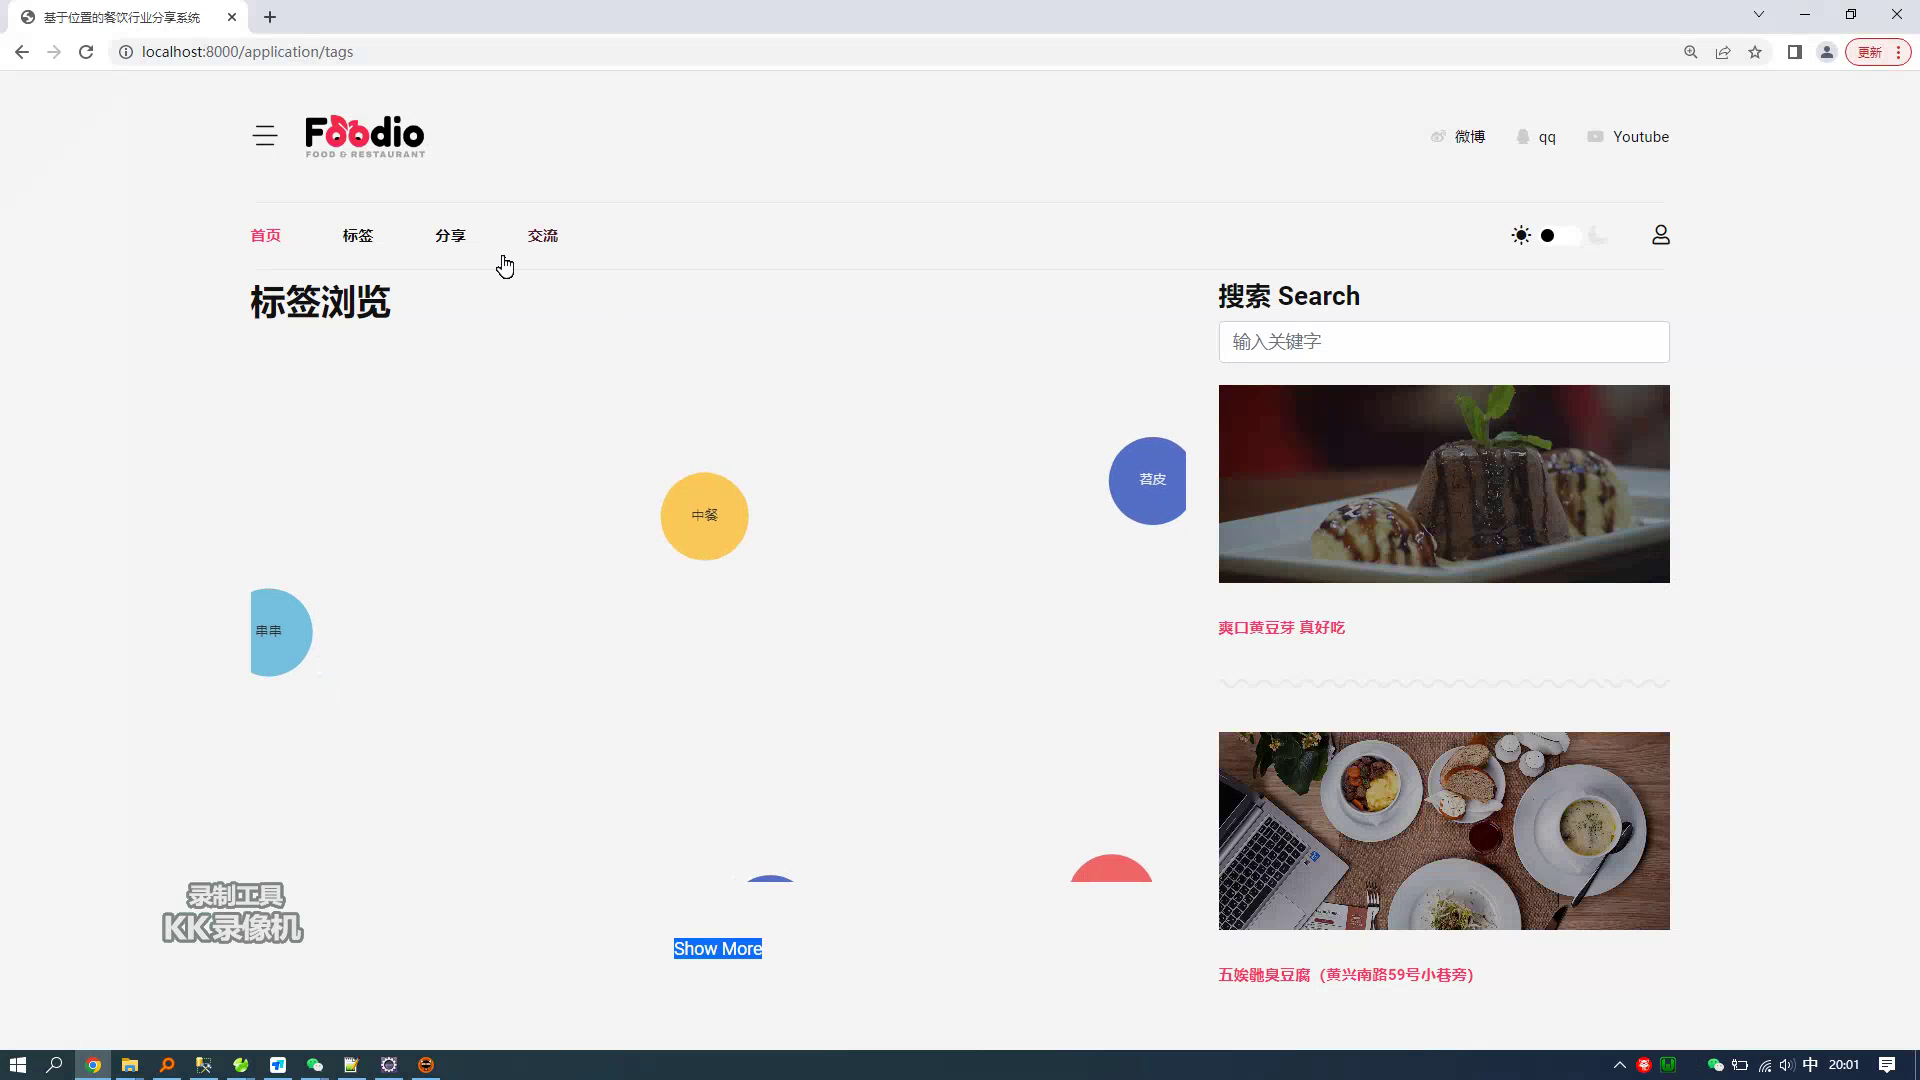 基于位置的餐饮行业分享系统
localhost:8000/application/tags
更新
Foodio
FOOD & RESTAURANT
微博
qq
Youtube
首页
标签
分享
交流
标签浏览
搜索 Search
输入关键字
苕皮
中餐
串串
爽口黄豆芽 真好吃
录制工具
KK录像机
Show More
五娭毑臭豆腐（黄兴南路59号小巷旁）
中
20:01